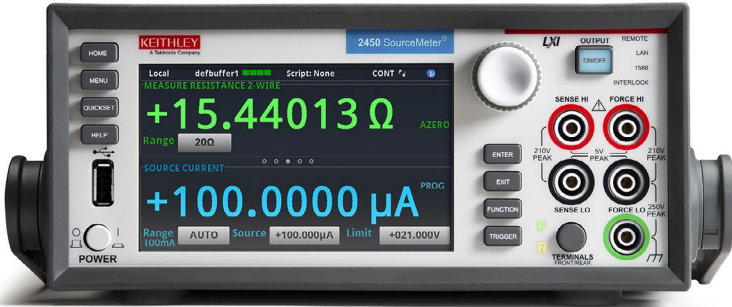 KEITHLEY
A Tektronix Company
2450 SourceMeter®
LXI
OUTPUT
ON/OFF
REMOTE
LAN
1588
INTERLOCK
HOME
MENU
QUICKSET
HELP
POWER
Local defbuffer1 Script: None CONT
MEASURE RESISTANCE 2-WIRE
+15.44013 Ω
AZERO
Range 20Ω
SOURCE CURRENT
+100.0000 µA
PROG
Range AUTO Source +100.000µA Limit +021.000V
100mA
ENTER
EXIT
FUNCTION
TRIGGER
SENSE HI FORCE HI
210V PEAK
5V PEAK
210V PEAK
SENSE LO FORCE LO
250V PEAK
F
R
TERMINALS
FRONT/REAR